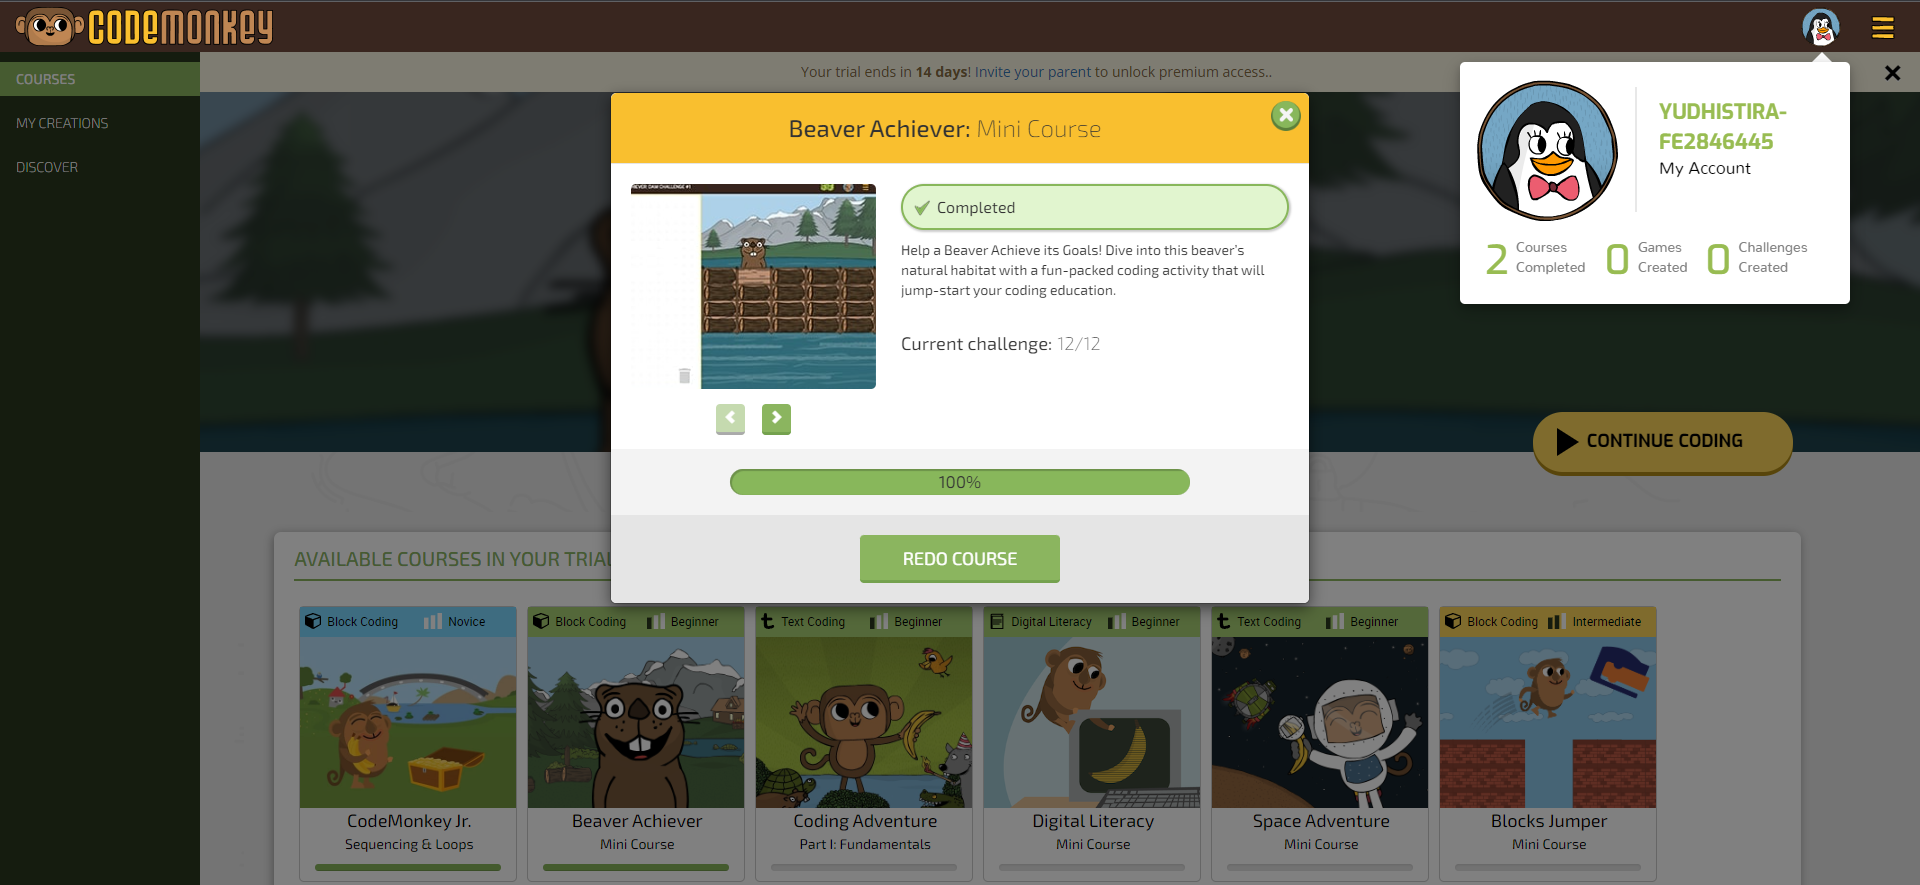 CODEMONKEY
COURSES
MY CREATIONS
DISCOVER
Your trial ends in 14 days! Invite your parent to unlock premium access..
YUDHISTIRA-
FE2846445
My Account
2 Courses Completed
0 Games Created
0 Challenges Created
Beaver Achiever: Mini Course
IEVER: DAM CHALLENGE #1
Completed
Help a Beaver Achieve its Goals! Dive into this beaver's
natural habitat with a fun-packed coding activity that will
jump-start your coding education.
Current challenge: 12/12
100%
REDO COURSE
CONTINUE CODING
AVAILABLE COURSES IN YOUR TRIAL
Block Coding Novice
CodeMonkey Jr.
Sequencing & Loops
Block Coding Beginner
Beaver Achiever
Mini Course
Text Coding Beginner
Coding Adventure
Part I: Fundamentals
Digital Literacy Beginner
Digital Literacy
Mini Course
Text Coding Beginner
Space Adventure
Mini Course
Block Coding Intermediate
Blocks Jumper
Mini Course